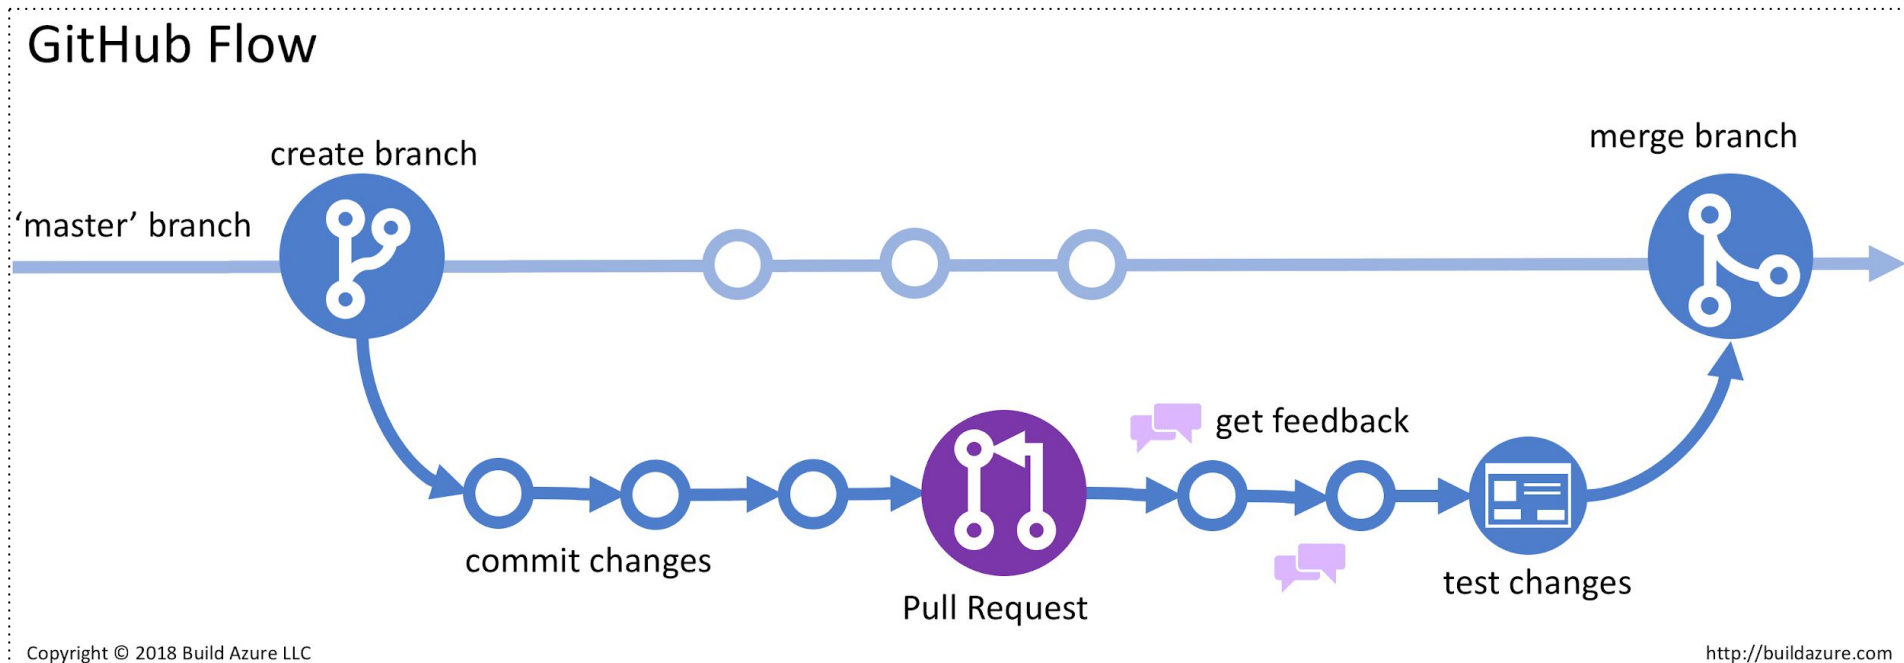 GitHub Flow
create branch
merge branch
‘master’ branch
get feedback
commit changes
test changes
Pull Request
Copyright © 2018 Build Azure LLC
http://buildazure.com